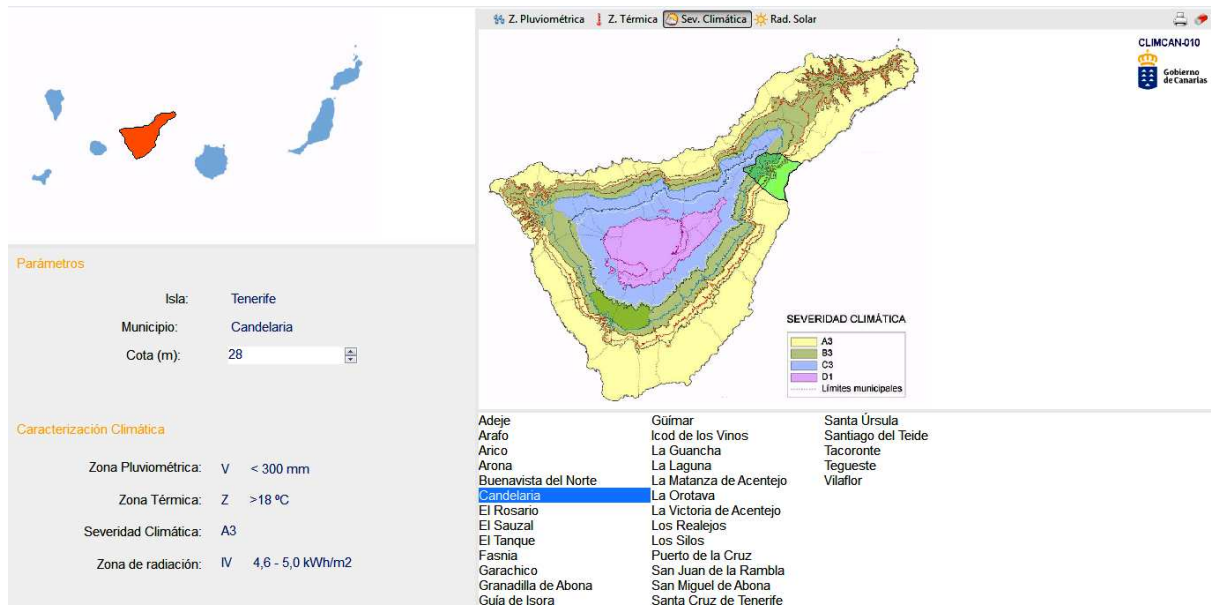 Z. Pluviométrica Z. Térmica Sev. Climática Rad. Solar
CLIMCAN-010
Gobierno
de Canarias
Parámetros
Isla: Tenerife
Municipio: Candelaria
Cota (m): 28
SEVERIDAD CLIMÁTICA
A3
B3
C3
D1
Límites municipales
Caracterización Climática
Zona Pluviométrica: V < 300 mm
Zona Térmica: Z >18 ºC
Severidad Climática: A3
Zona de radiación: IV 4,6 - 5,0 kWh/m2
Adeje
Arafo
Arico
Arona
Buenavista del Norte
Candelaria
El Rosario
El Sauzal
El Tanque
Fasnia
Garachico
Granadilla de Abona
Guía de Isora
Güímar
Icod de los Vinos
La Guancha
La Laguna
La Matanza de Acentejo
La Orotava
La Victoria de Acentejo
Los Realejos
Los Silos
Puerto de la Cruz
San Juan de la Rambla
San Miguel de Abona
Santa Cruz de Tenerife
Santa Úrsula
Santiago del Teide
Tacoronte
Tegueste
Vilaflor